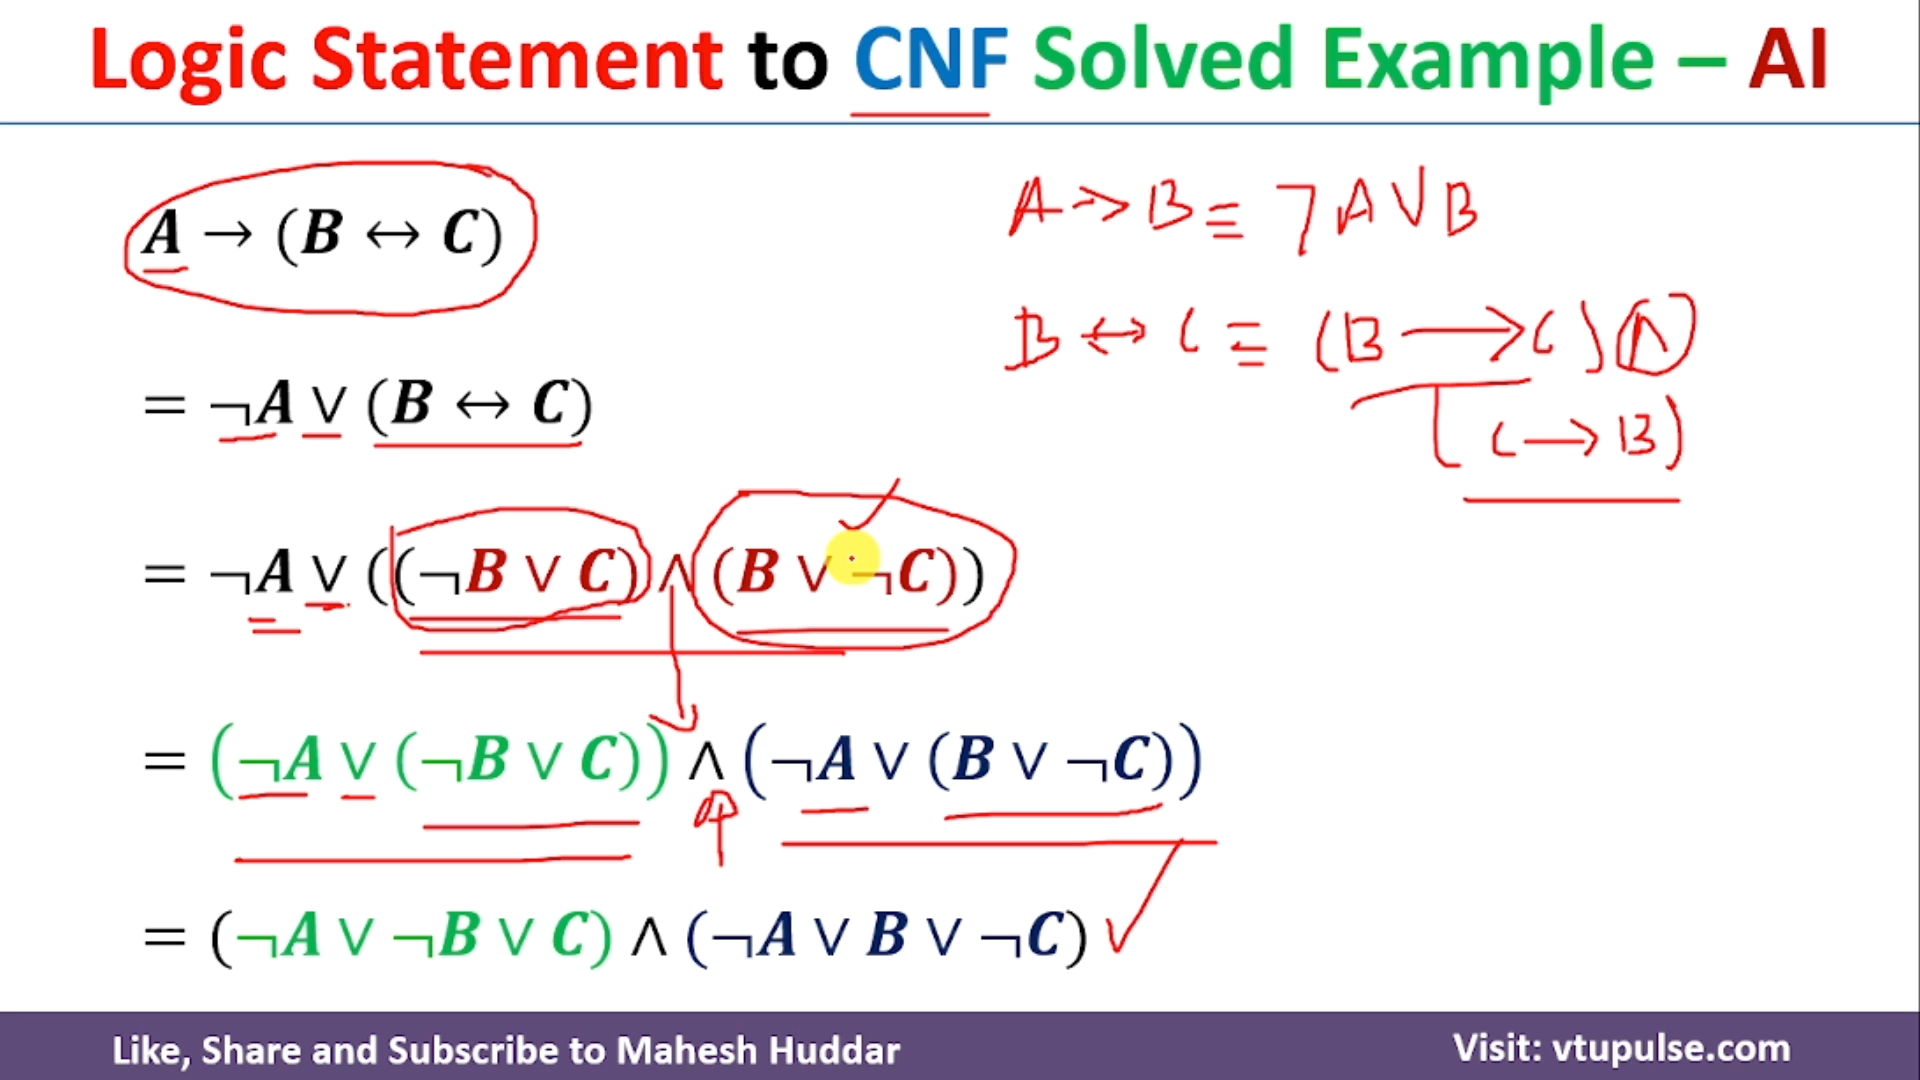 Logic Statement to CNF Solved Example – AI
A → (B ↔ C)
A → B ≡ ¬A ∨ B
B ↔ C ≡ (B → C) ∧
= ¬A ∨ (B ↔ C)
(C → B)
= ¬A ∨ ((¬B ∨ C) ∧ (B ∨ ¬C))
= (¬A ∨ (¬B ∨ C)) ∧ (¬A ∨ (B ∨ ¬C))
= (¬A ∨ ¬B ∨ C) ∧ (¬A ∨ B ∨ ¬C)
Like, Share and Subscribe to Mahesh Huddar
Visit: vtupulse.com